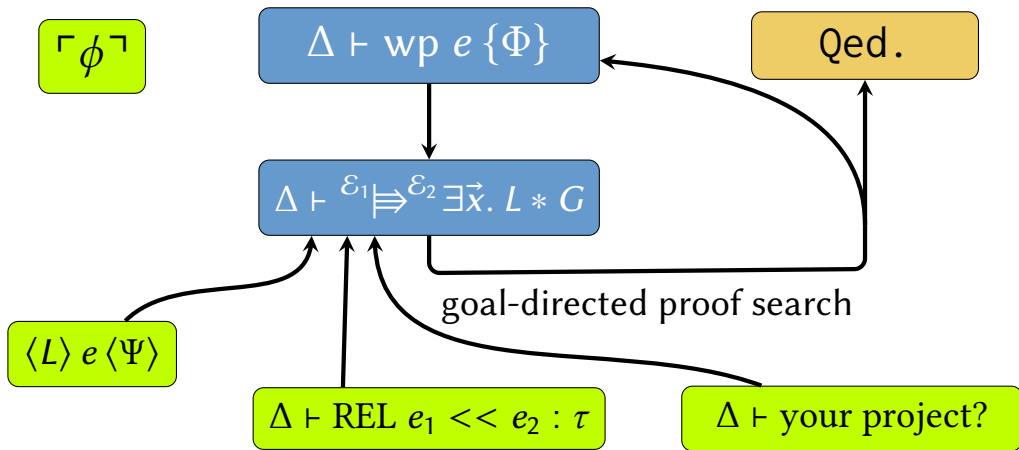 ⌜ϕ⌝
Δ ⊢ wp e {Φ}
Qed.
Δ ⊢ ℰ₁|⇛ℰ₂ ∃x⃗. L ∗ G
goal-directed proof search
⟨L⟩ e ⟨Ψ⟩
Δ ⊢ REL e₁ << e₂ : τ
Δ ⊢ your project?